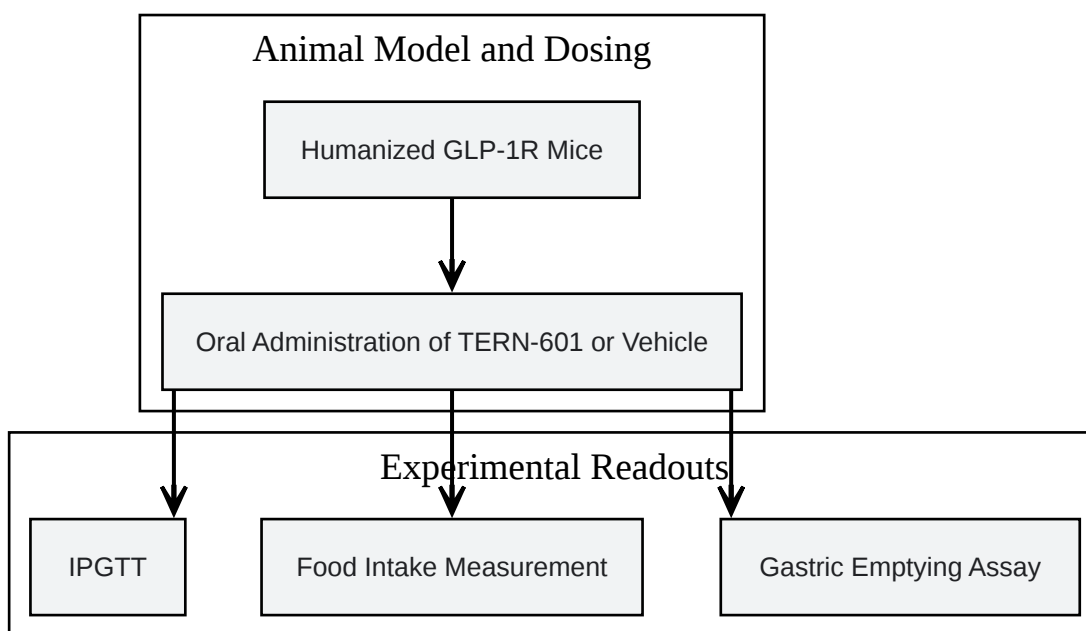 Animal Model and Dosing
Humanized GLP-1R Mice
Oral Administration of TERN-601 or Vehicle
Experimental Readouts
IPGTT
Food Intake Measurement
Gastric Emptying Assay